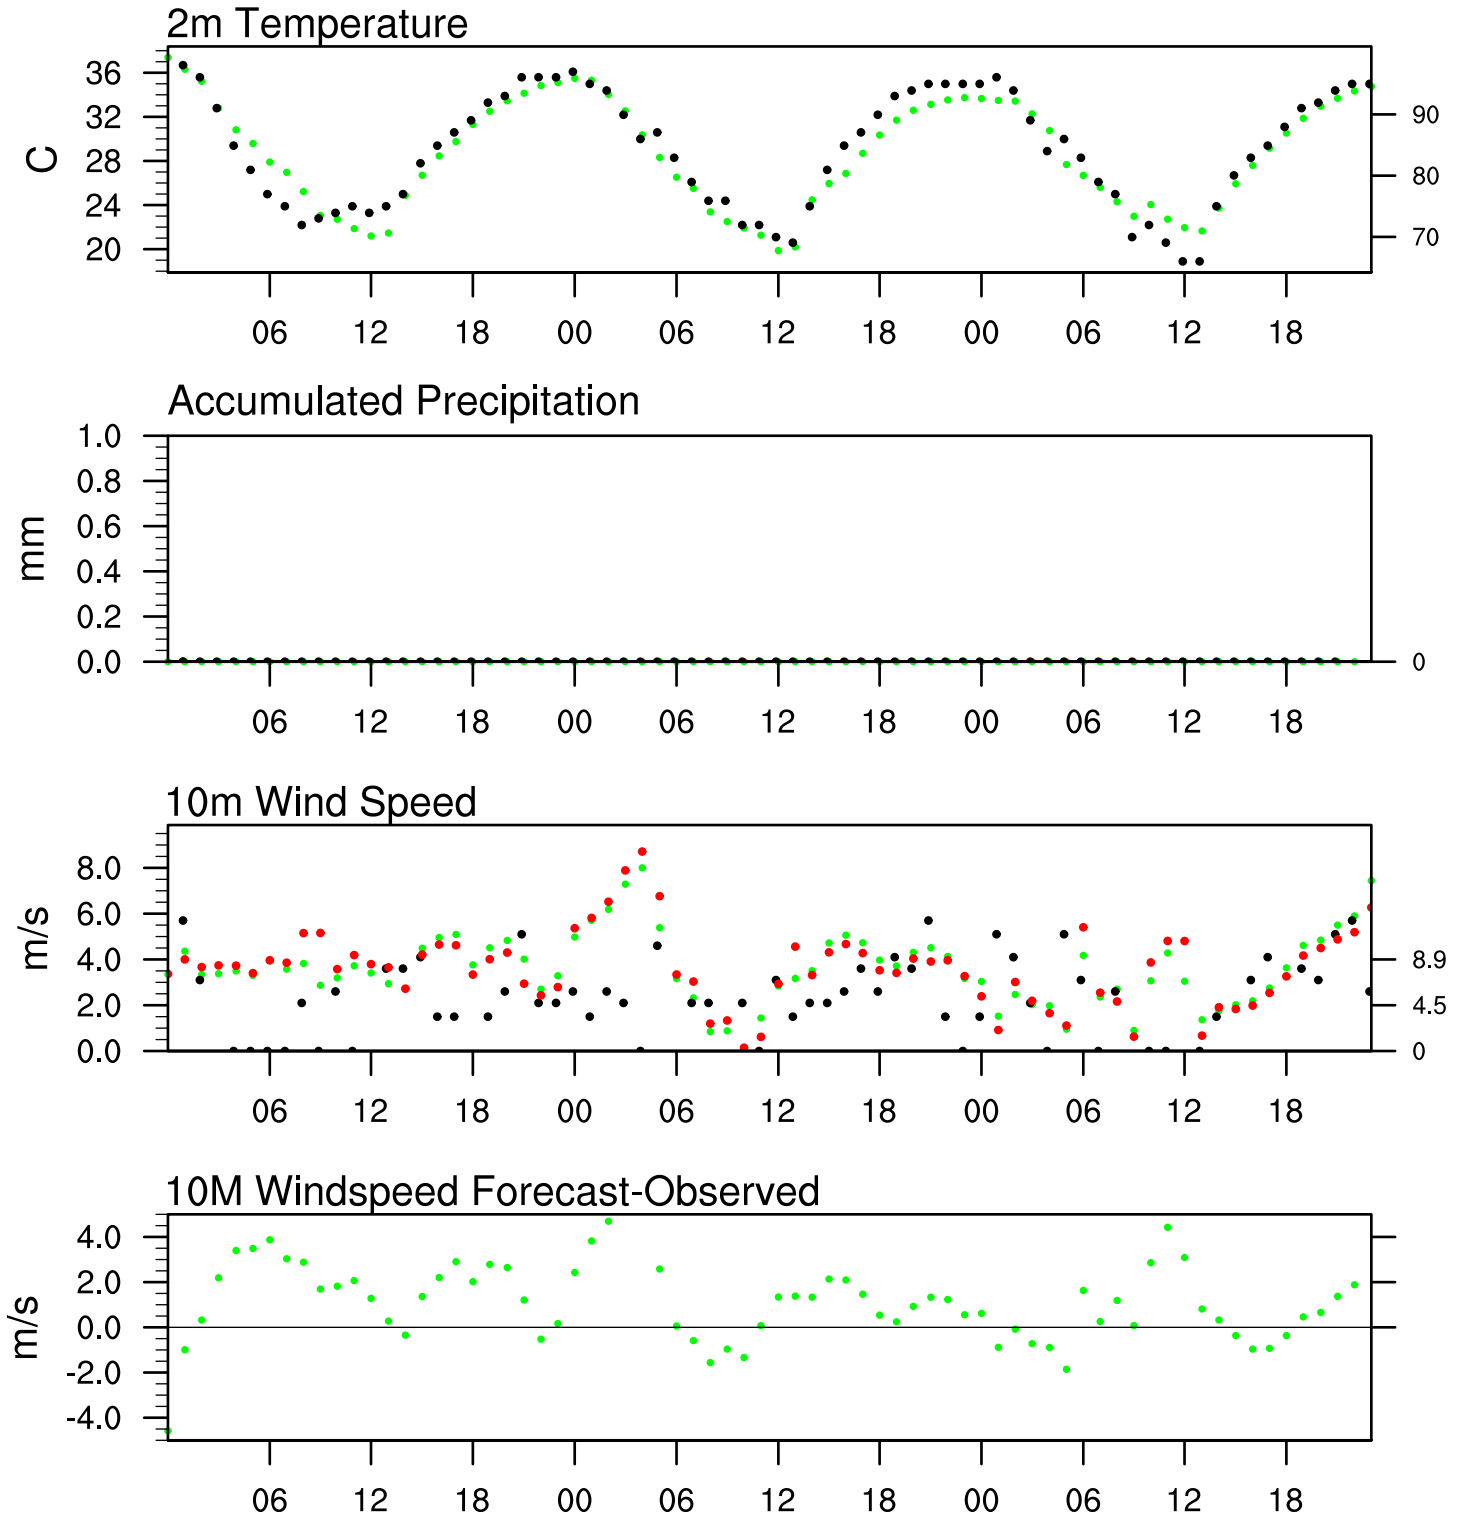 2m Temperature
36
32
28
24
20
C
90
80
70
06 12 18 00 06 12 18 00 06 12 18
Accumulated Precipitation
1.0
0.8
0.6
0.4
0.2
0.0
mm
0
06 12 18 00 06 12 18 00 06 12 18
10m Wind Speed
8.0
6.0
4.0
2.0
0.0
m/s
8.9
4.5
0
06 12 18 00 06 12 18 00 06 12 18
10M Windspeed Forecast-Observed
4.0
2.0
0.0
-2.0
-4.0
m/s
06 12 18 00 06 12 18 00 06 12 18